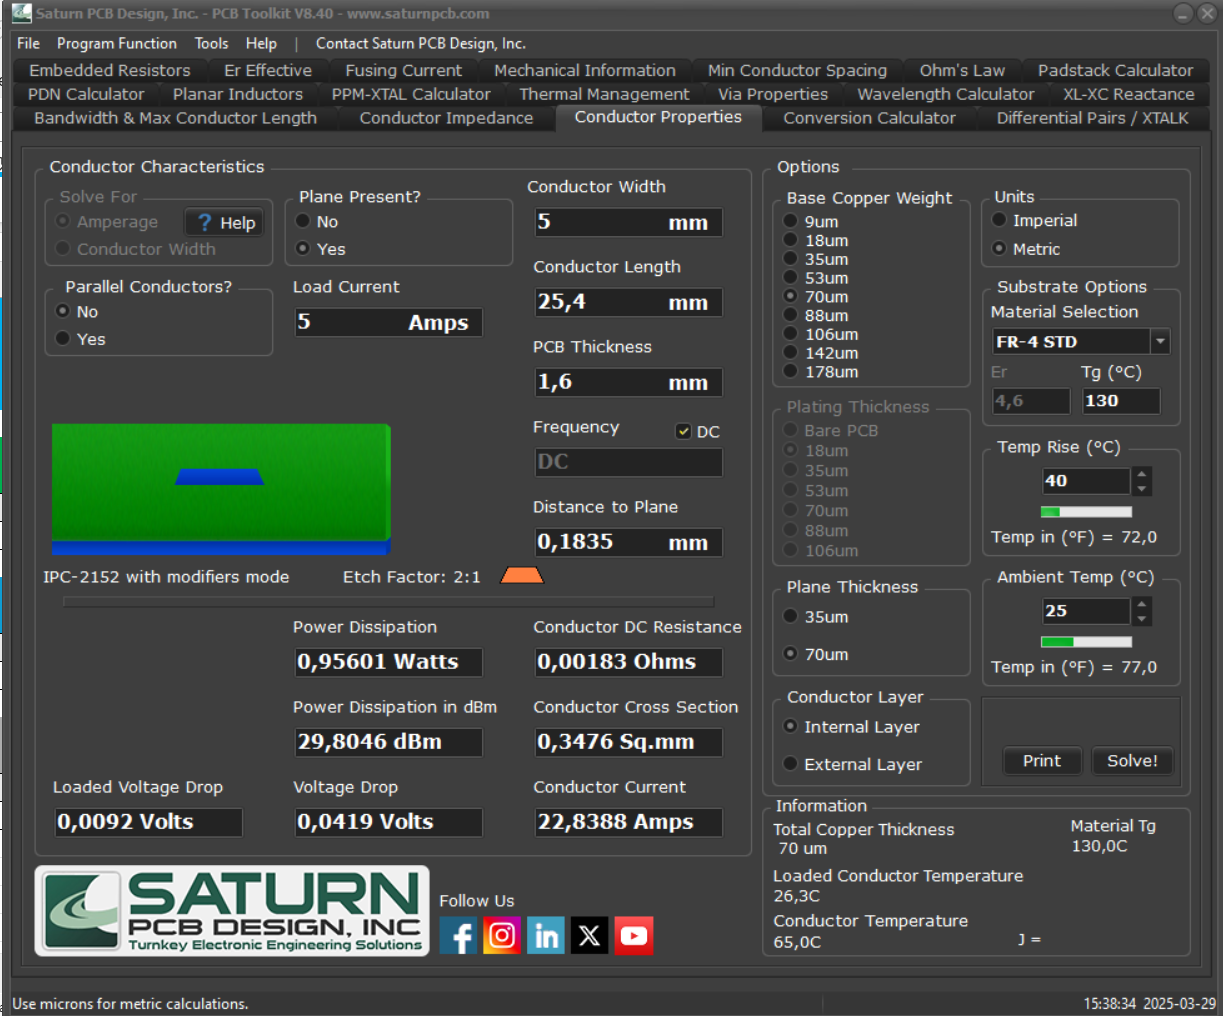 Saturn PCB Design, Inc. - PCB Toolkit V8.40 - www.saturnpcb.com
File Program Function Tools Help | Contact Saturn PCB Design, Inc.
Embedded Resistors Er Effective Fusing Current Mechanical Information Min Conductor Spacing Ohm's Law Padstack Calculator
PDN Calculator Planar Inductors PPM-XTAL Calculator Thermal Management Via Properties Wavelength Calculator XL-XC Reactance
Bandwidth & Max Conductor Length Conductor Impedance Conductor Properties Conversion Calculator Differential Pairs / XTALK
Conductor Characteristics
Solve For
Amperage
? Help
Conductor Width
Plane Present?
No
Yes
Parallel Conductors?
No
Yes
Load Current
5 Amps
Conductor Width
5 mm
Conductor Length
25,4 mm
PCB Thickness
1,6 mm
Frequency
DC
DC
Distance to Plane
0,1835 mm
IPC-2152 with modifiers mode
Etch Factor: 2:1
Power Dissipation
0,95601 Watts
Conductor DC Resistance
0,00183 Ohms
Power Dissipation in dBm
29,8046 dBm
Conductor Cross Section
0,3476 Sq.mm
Loaded Voltage Drop
0,0092 Volts
Voltage Drop
0,0419 Volts
Conductor Current
22,8388 Amps
SATURN
PCB DESIGN, INC
Turnkey Electronic Engineering Solutions
Follow Us
f
in
X
Options
Base Copper Weight
9um
18um
35um
53um
70um
88um
106um
142um
178um
Plating Thickness
Bare PCB
18um
35um
53um
70um
88um
106um
Plane Thickness
35um
70um
Conductor Layer
Internal Layer
External Layer
Units
Imperial
Metric
Substrate Options
Material Selection
FR-4 STD
Er
4,6
Tg (°C)
130
Temp Rise (°C)
40
Temp in (°F) = 72,0
Ambient Temp (°C)
25
Temp in (°F) = 77,0
Print
Solve!
Information
Total Copper Thickness
70 um
Material Tg
130,0C
Loaded Conductor Temperature
26,3C
Conductor Temperature
65,0C
J =
Use microns for metric calculations.
15:38:34 2025-03-29